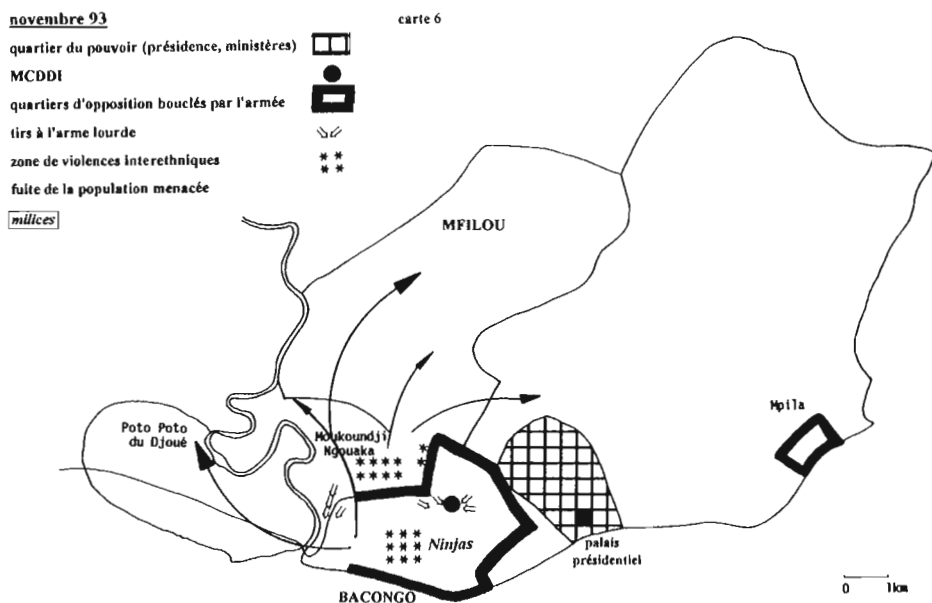 novembre 93
carte 6
quartier du pouvoir (présidence, ministères)
MCDDI
quartiers d'opposition bouclés par l'armée
tirs à l'arme lourde
zone de violences interethniques
fuite de la population menacée
milices
MFILOU
Mpila
Poto Poto
du Djoué
Moukoundji
Ngouaka
Ninjas
palais
présidentiel
BACONGO
0 1km